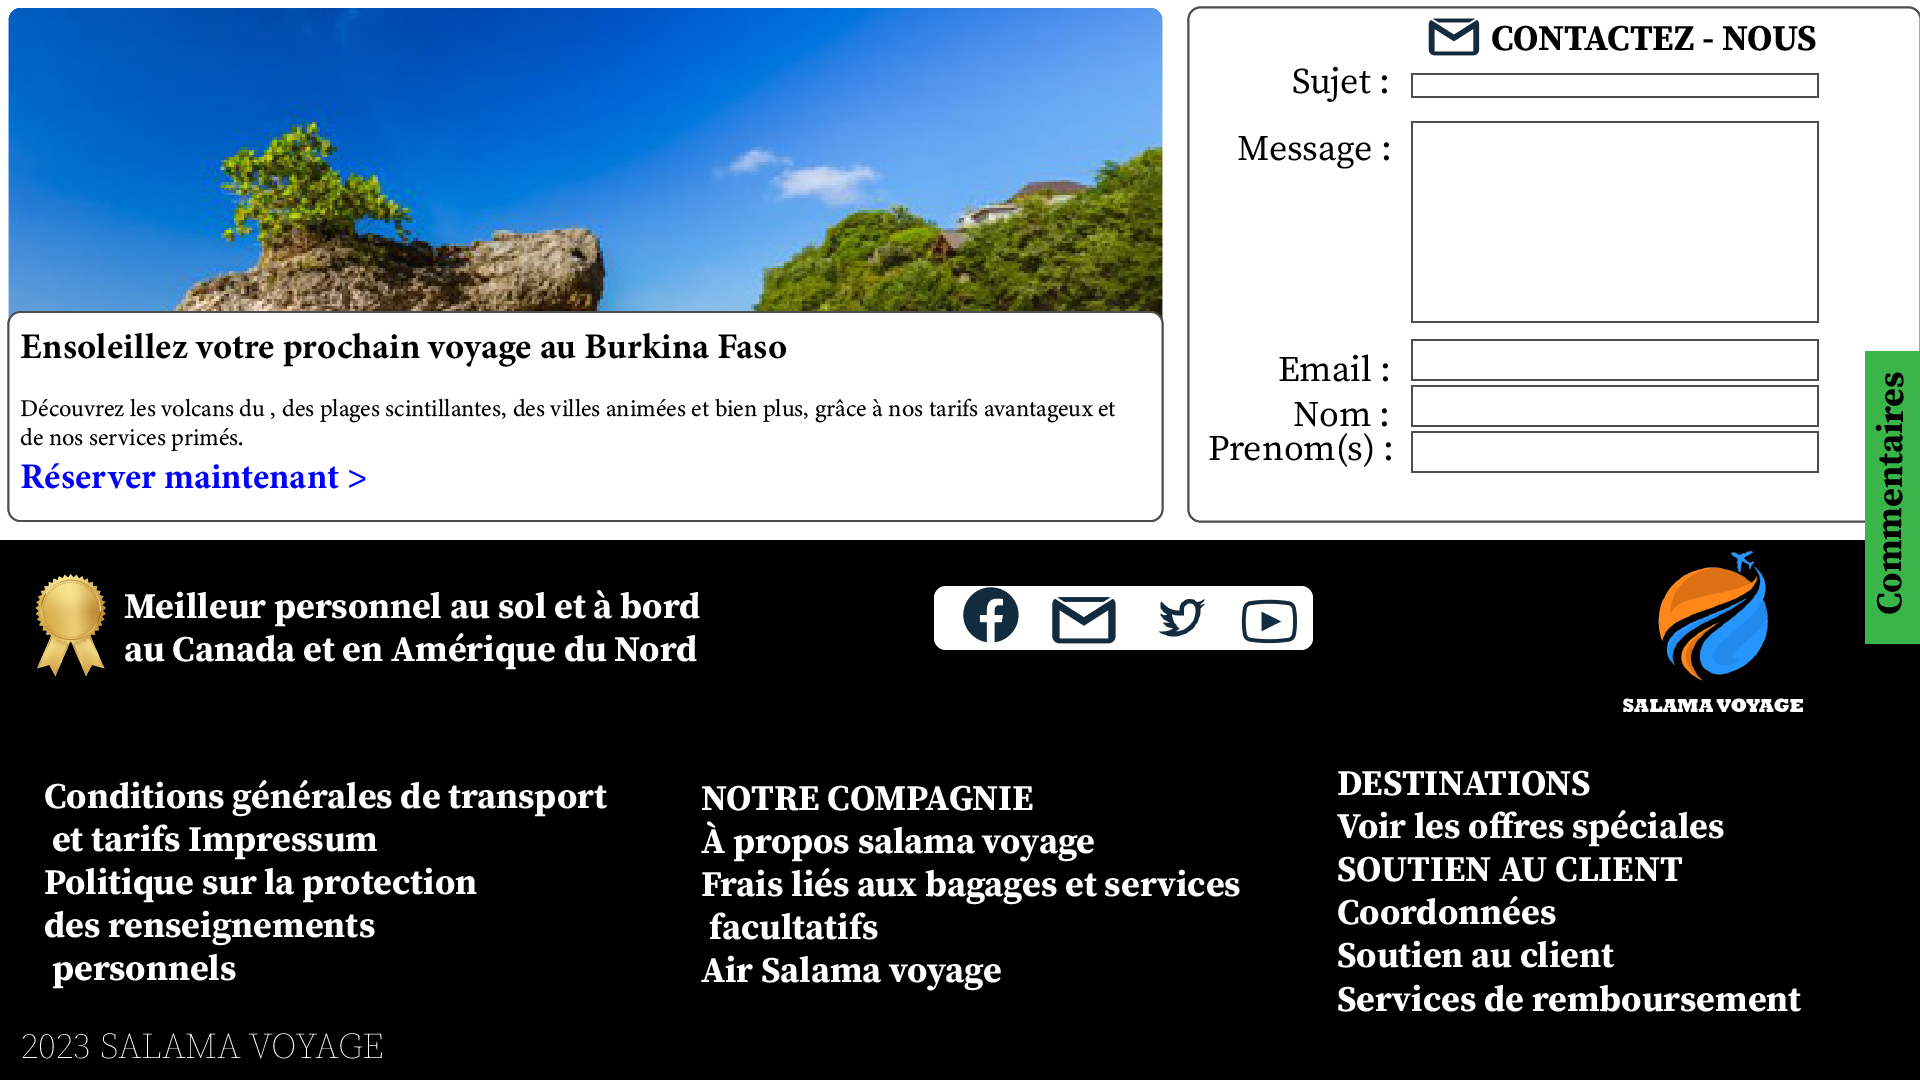 Ensoleillez votre prochain voyage au Burkina Faso
Découvrez les volcans du , des plages scintillantes, des villes animées et bien plus, grâce à nos tarifs avantageux et
de nos services primés.
Réserver maintenant >
CONTACTEZ - NOUS
Sujet :
Message :
Email :
Nom :
Prenom(s) :
Commentaires
Meilleur personnel au sol et à bord
au Canada et en Amérique du Nord
SALAMA VOYAGE
Conditions générales de transport
et tarifs Impressum
Politique sur la protection
des renseignements
personnels
NOTRE COMPAGNIE
À propos salama voyage
Frais liés aux bagages et services
facultatifs
Air Salama voyage
DESTINATIONS
Voir les offres spéciales
SOUTIEN AU CLIENT
Coordonnées
Soutien au client
Services de remboursement
2023 SALAMA VOYAGE